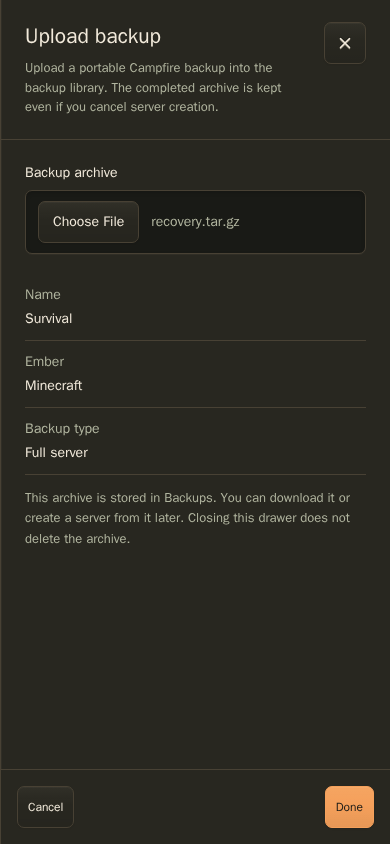 Upload backup
Upload a portable Campfire backup into the
backup library. The completed archive is kept
even if you cancel server creation.
Backup archive
Choose File recovery.tar.gz
Name
Survival
Ember
Minecraft
Backup type
Full server
This archive is stored in Backups. You can download it or
create a server from it later. Closing this drawer does not
delete the archive.
Cancel Done